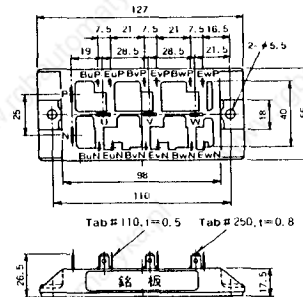 127
7.5 21 7.5 21 16.5
19 28.5 28.5 21.5
2-φ5.5
BuP EuP BvP EvP BwP EwP
P
25
18
40
N
U V W
BuN EuN BvN EvN BwN EwN
98
110
Tab#110,t=0.5 Tab#250,t=0.8
26.5
銘板
17.5